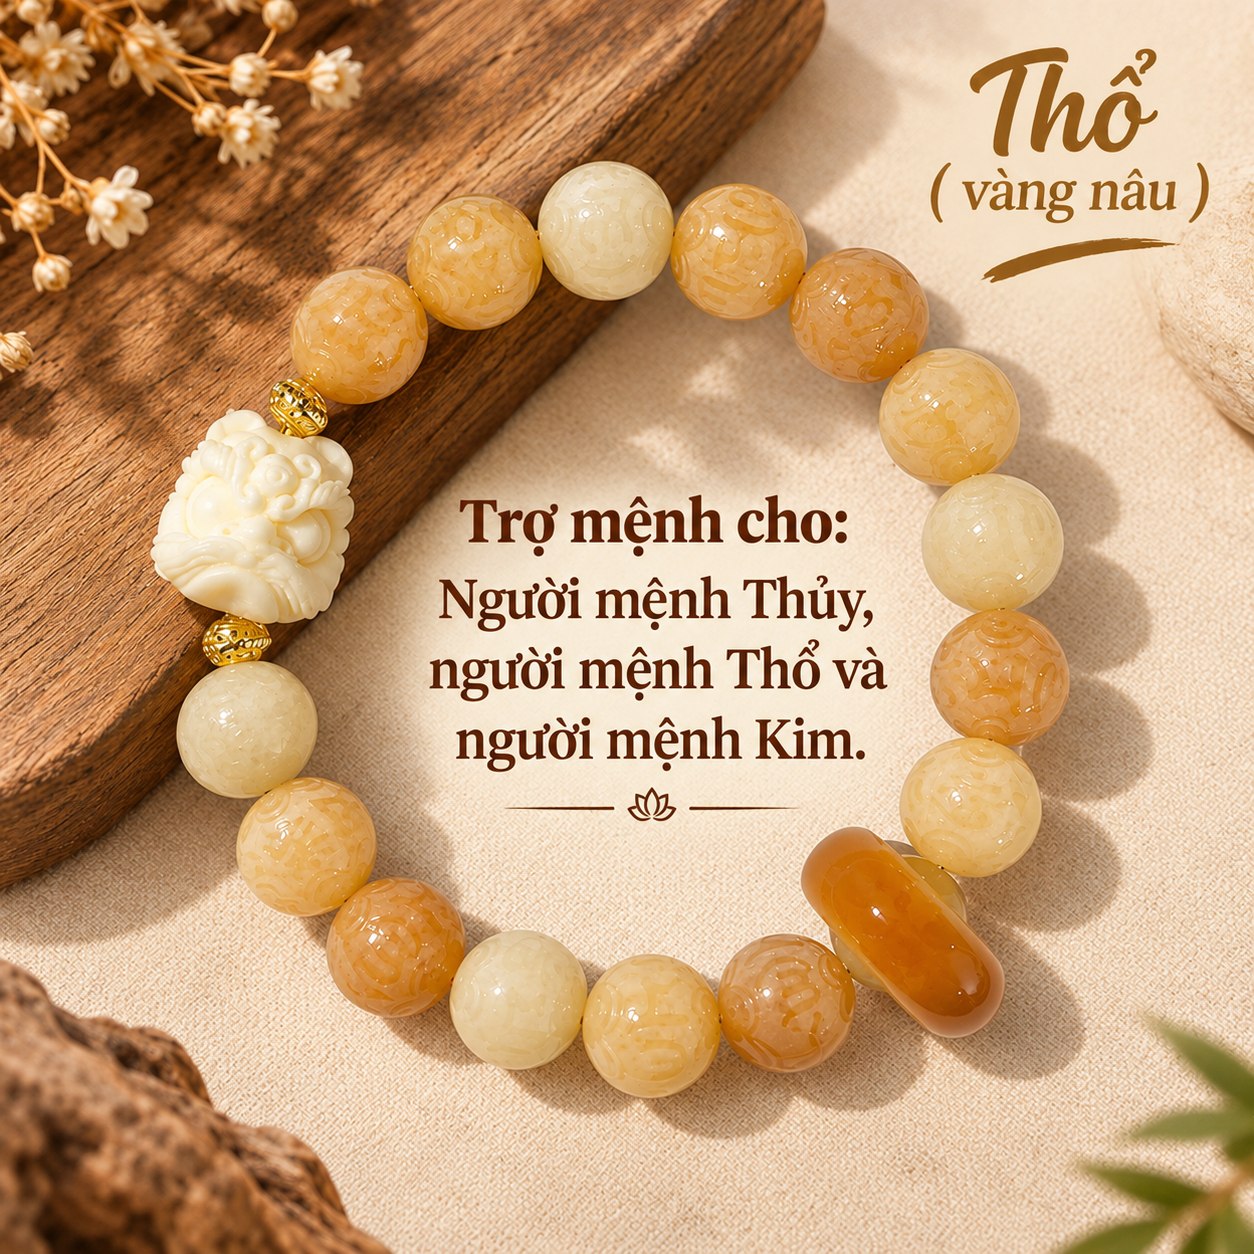 Thổ
( vàng nâu )
Trợ mệnh cho:
Người mệnh Thủy,
người mệnh Thổ và
người mệnh Kim.